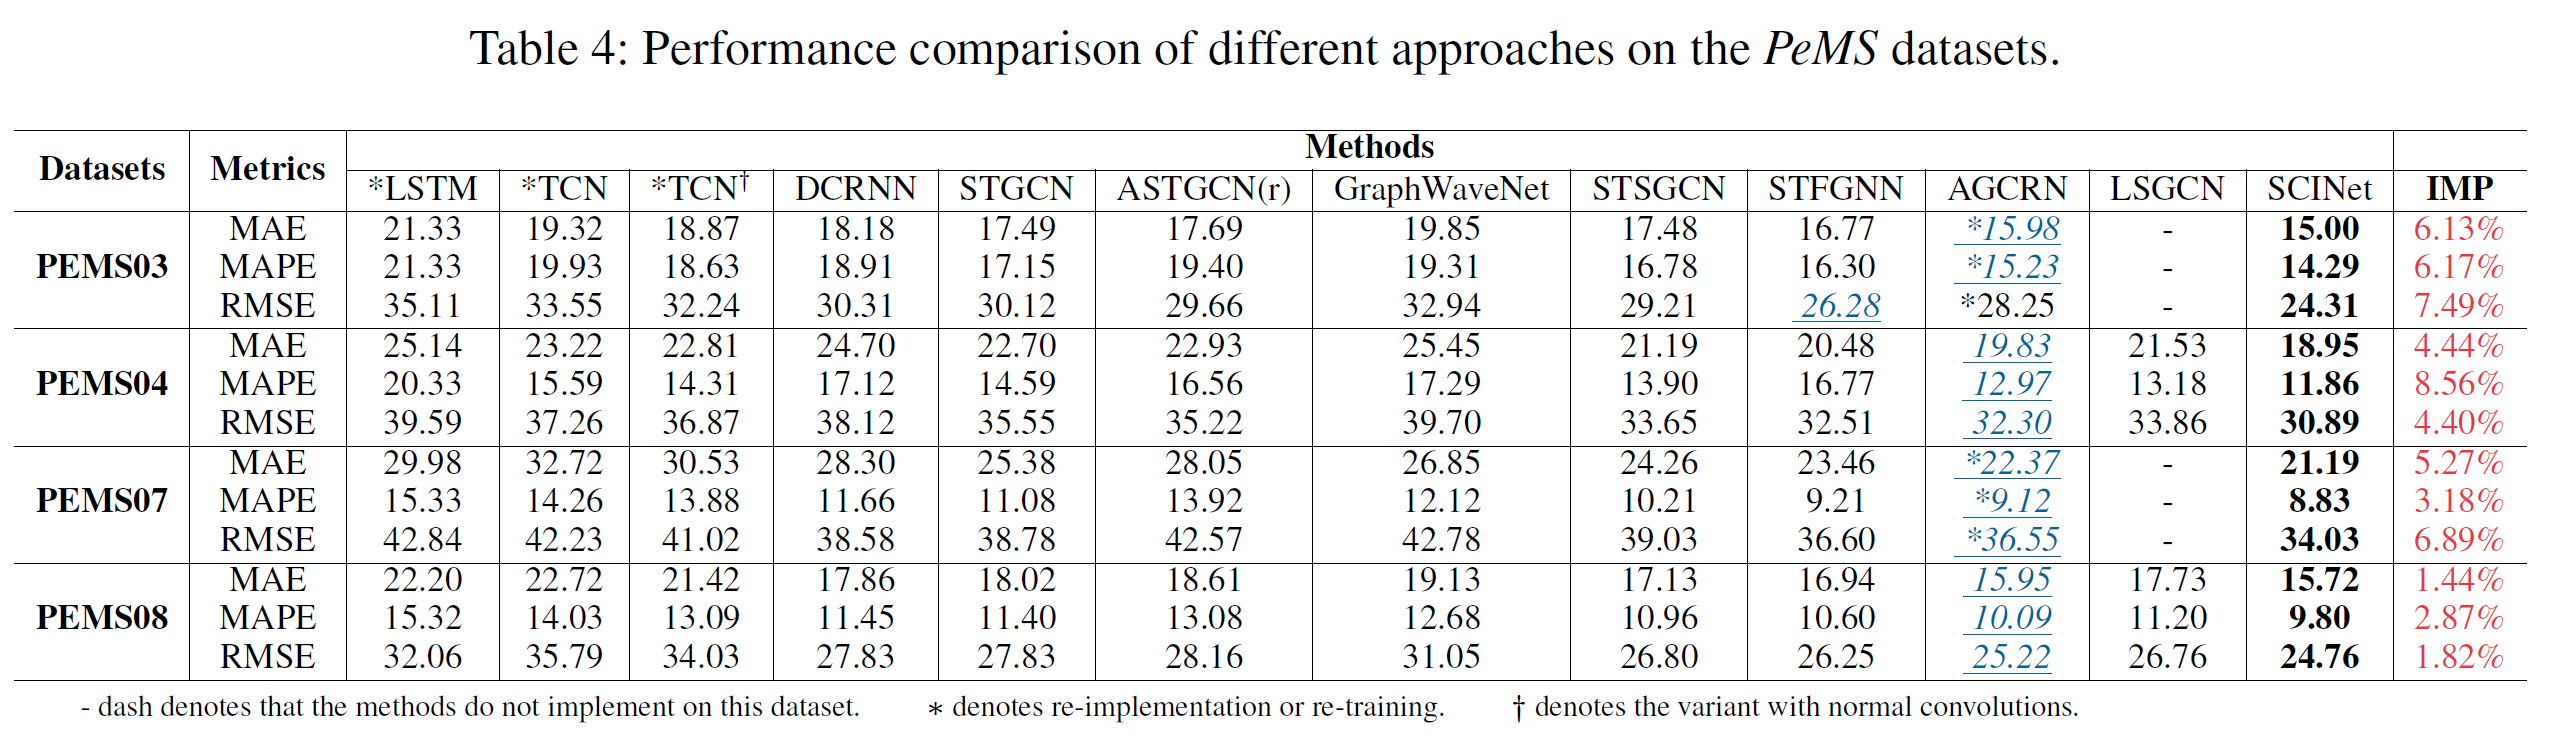 Table 4: Performance comparison of different approaches on the PeMS datasets.
Datasets Metrics Methods
*LSTM *TCN *TCN† DCRNN STGCN ASTGCN(r) GraphWaveNet STSGCN STFGNN AGCRN LSGCN SCINet IMP
MAE 21.33 19.32 18.87 18.18 17.49 17.69 19.85 17.48 16.77 *15.98 - 15.00 6.13%
PEMS03 MAPE 21.33 19.93 18.63 18.91 17.15 19.40 19.31 16.78 16.30 *15.23 - 14.29 6.17%
RMSE 35.11 33.55 32.24 30.31 30.12 29.66 32.94 29.21 26.28 *28.25 - 24.31 7.49%
MAE 25.14 23.22 22.81 24.70 22.70 22.93 25.45 21.19 20.48 19.83 21.53 18.95 4.44%
PEMS04 MAPE 20.33 15.59 14.31 17.12 14.59 16.56 17.29 13.90 16.77 12.97 13.18 11.86 8.56%
RMSE 39.59 37.26 36.87 38.12 35.55 35.22 39.70 33.65 32.51 32.30 33.86 30.89 4.40%
MAE 29.98 32.72 30.53 28.30 25.38 28.05 26.85 24.26 23.46 *22.37 - 21.19 5.27%
PEMS07 MAPE 15.33 14.26 13.88 11.66 11.08 13.92 12.12 10.21 9.21 *9.12 - 8.83 3.18%
RMSE 42.84 42.23 41.02 38.58 38.78 42.57 42.78 39.03 36.60 *36.55 - 34.03 6.89%
MAE 22.20 22.72 21.42 17.86 18.02 18.61 19.13 17.13 16.94 15.95 17.73 15.72 1.44%
PEMS08 MAPE 15.32 14.03 13.09 11.45 11.40 13.08 12.68 10.96 10.60 10.09 11.20 9.80 2.87%
RMSE 32.06 35.79 34.03 27.83 27.83 28.16 31.05 26.80 26.25 25.22 26.76 24.76 1.82%
- dash denotes that the methods do not implement on this dataset. * denotes re-implementation or re-training. † denotes the variant with normal convolutions.